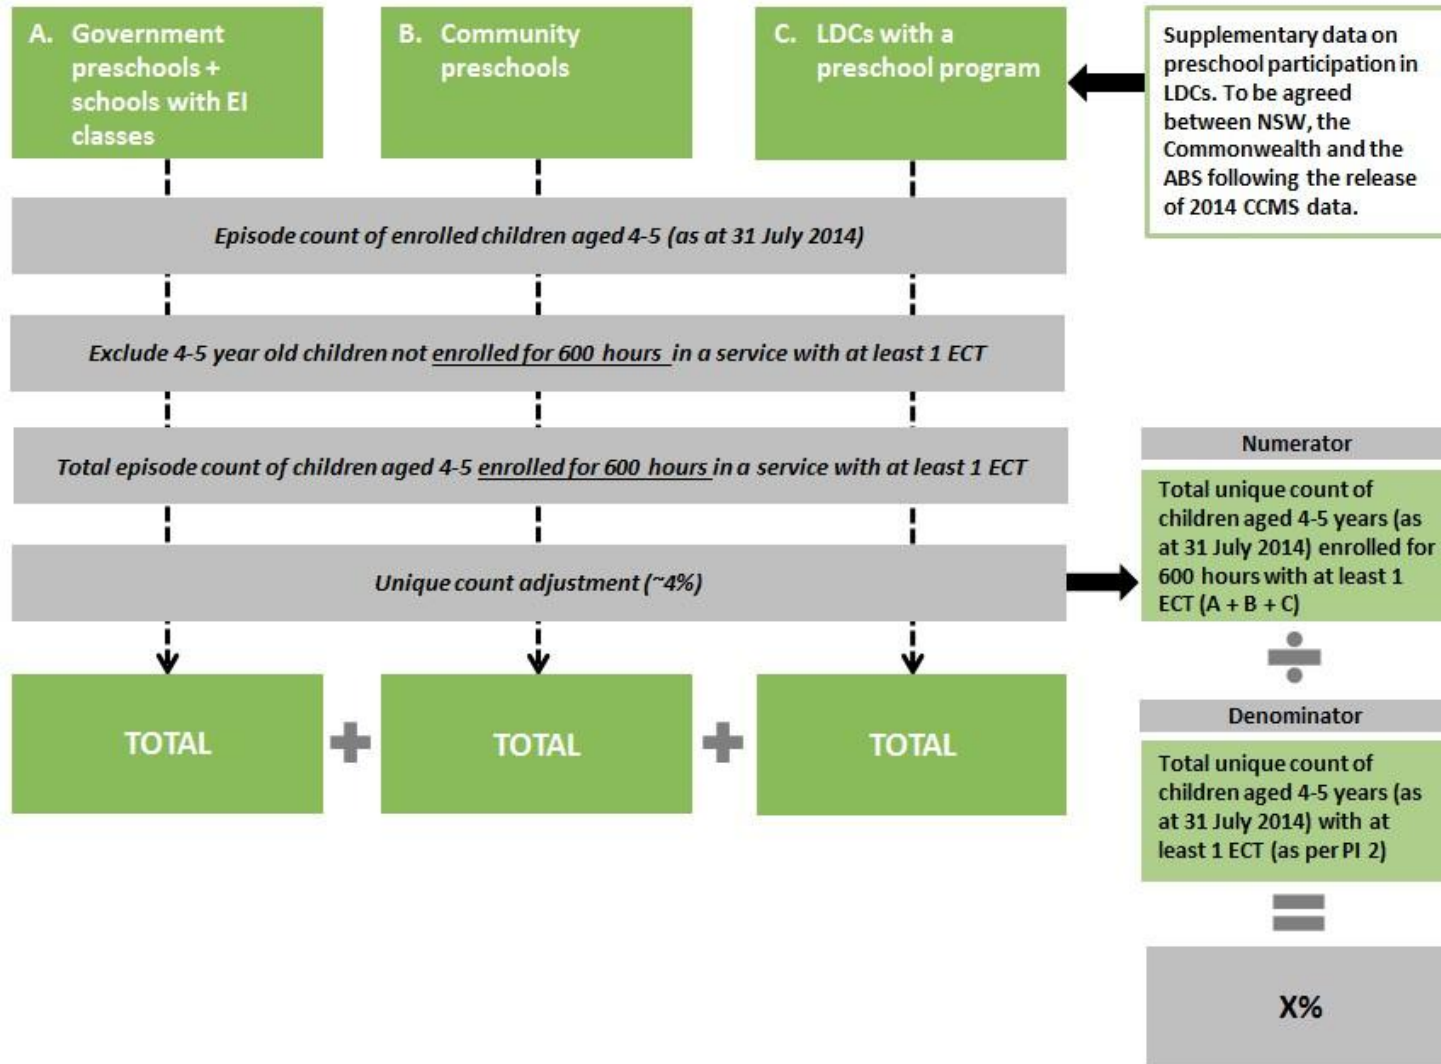 A. Government
preschools +
schools with EI
classes
B. Community
preschools
C. LDCs with a
preschool program
Supplementary data on
preschool participation in
LDCs. To be agreed
between NSW, the
Commonwealth and the
ABS following the release
of 2014 CCMS data.
Episode count of enrolled children aged 4-5 (as at 31 July 2014)
Exclude 4-5 year old children not enrolled for 600 hours in a service with at least 1 ECT
Total episode count of children aged 4-5 enrolled for 600 hours in a service with at least 1 ECT
Unique count adjustment (~4%)
TOTAL
+
TOTAL
+
TOTAL
Numerator
Total unique count of
children aged 4-5 years (as
at 31 July 2014) enrolled for
600 hours with at least 1
ECT (A + B + C)
÷
Denominator
Total unique count of
children aged 4-5 years (as
at 31 July 2014) with at
least 1 ECT (as per PI 2)
=
X%